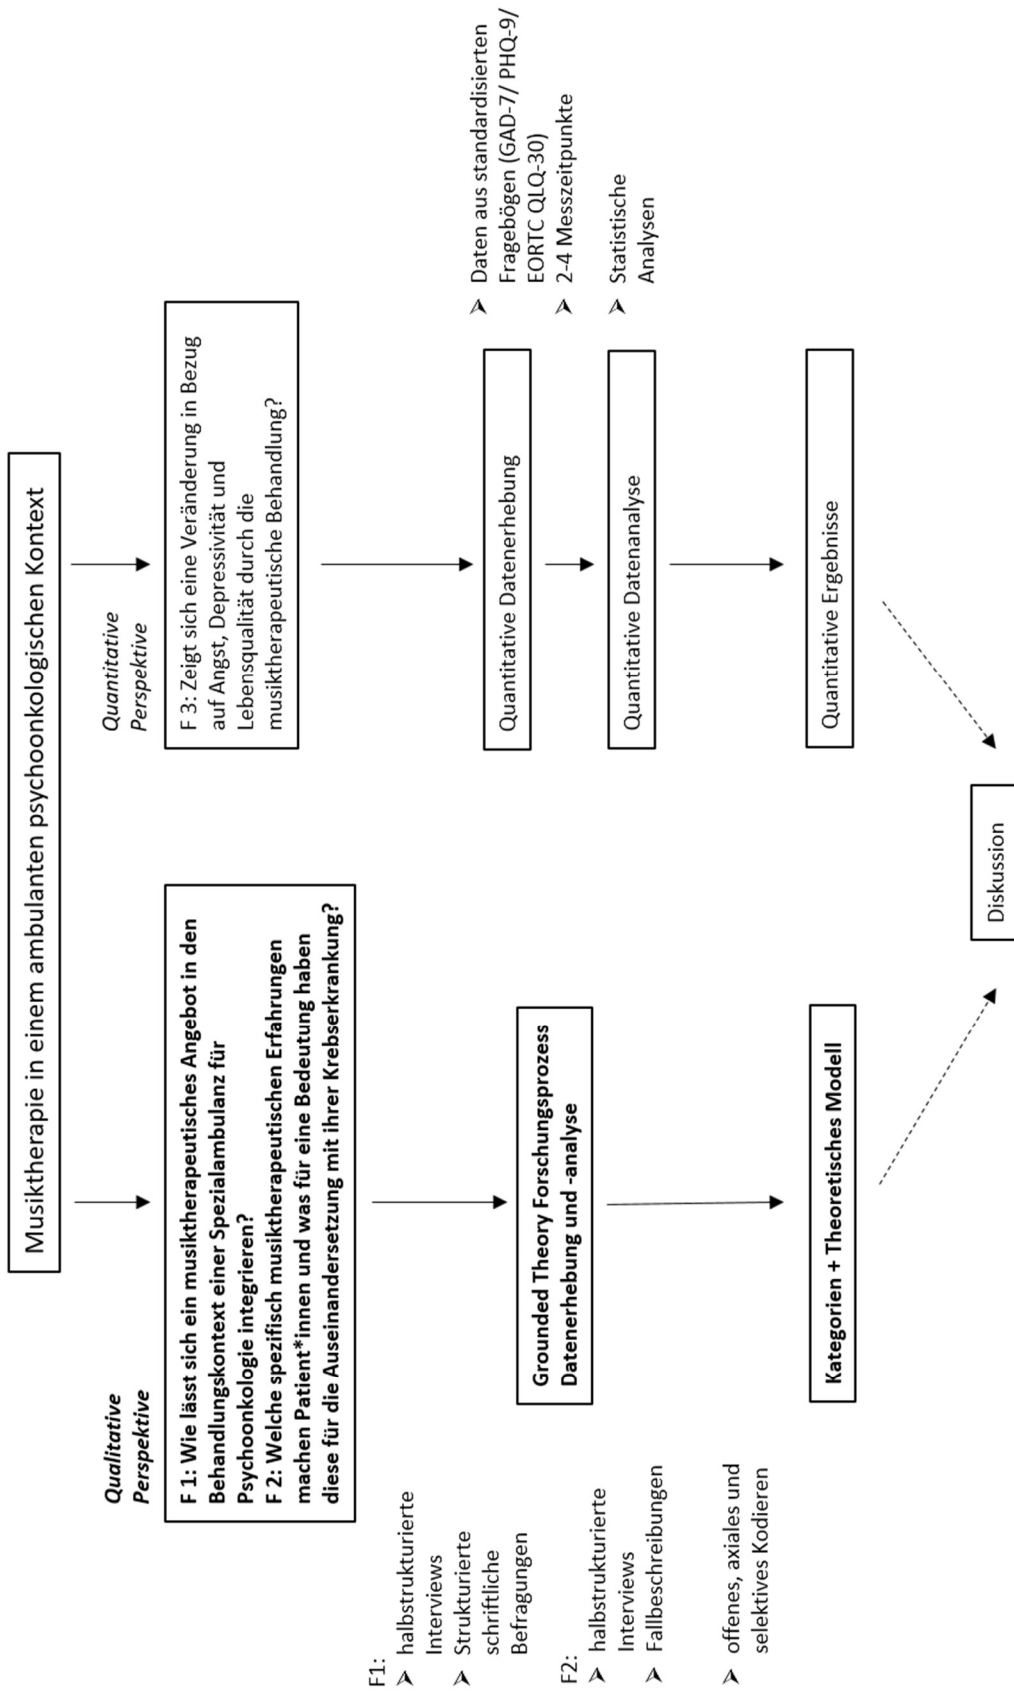 Musiktherapie in einem ambulanten psychoonkologischen Kontext
Qualitative
Perspektive
F 1: Wie lässt sich ein musiktherapeutisches Angebot in den
Behandlungskontext einer Spezialambulanz für
Psychoonkologie integrieren?
F 2: Welche spezifisch musiktherapeutischen Erfahrungen
machen Patient*innen und was für eine Bedeutung haben
diese für die Auseinandersetzung mit ihrer Krebserkrankung?
F1:
➢ halbstrukturierte
Interviews
➢ Strukturierte
schriftliche
Befragungen
F2:
➢ halbstrukturierte
Interviews
➢ Fallbeschreibungen
➢ offenes, axiales und
selektives Kodieren
Grounded Theory Forschungsprozess
Datenerhebung und -analyse
Kategorien + Theoretisches Modell
Quantitative
Perspektive
F 3: Zeigt sich eine Veränderung in Bezug
auf Angst, Depressivität und
Lebensqualität durch die
musiktherapeutische Behandlung?
Quantitative Datenerhebung
➢ Daten aus standardisierten
Fragebögen (GAD-7/ PHQ-9/
EORTC QLQ-30)
➢ 2-4 Messzeitpunkte
Quantitative Datenanalyse
➢ Statistische
Analysen
Quantitative Ergebnisse
Diskussion